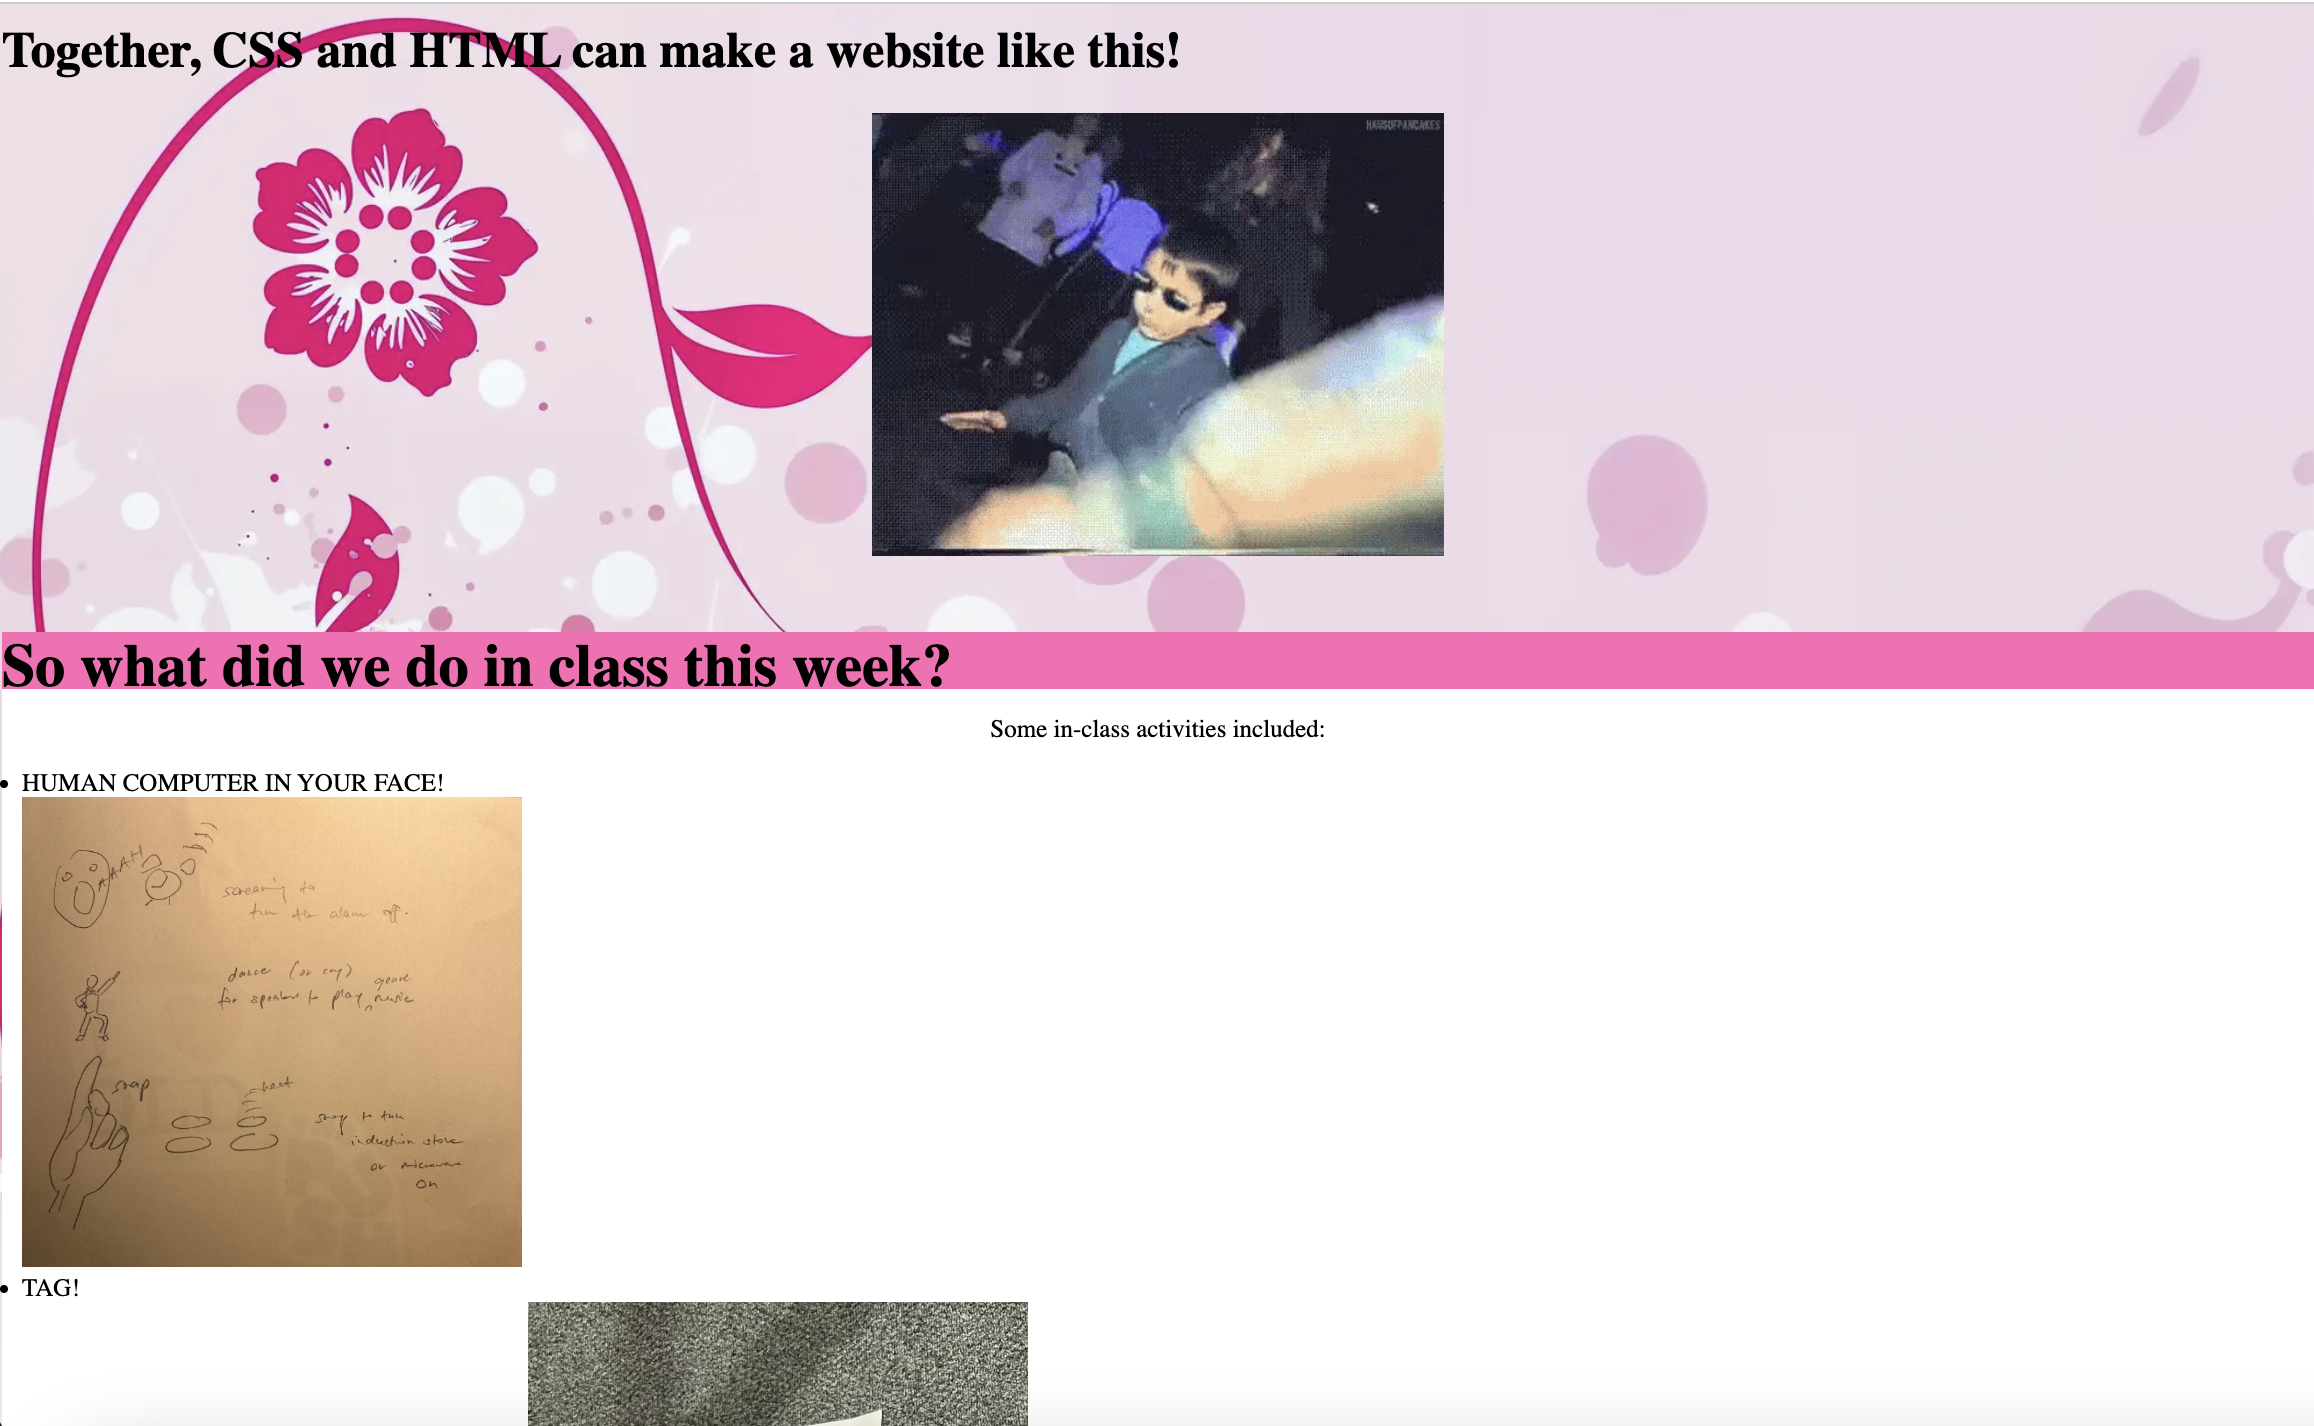 Together, CSS and HTML can make a website like this!
HAUSOFPANCAKES
So what did we do in class this week?
Some in-class activities included:
HUMAN COMPUTER IN YOUR FACE!
AAAAH
screaming to
turn the alarm off.
dance (or cry)
genre
for speakers to play ^ music
snap
heat
snap to turn
induction stove
or microwave
on
TAG!